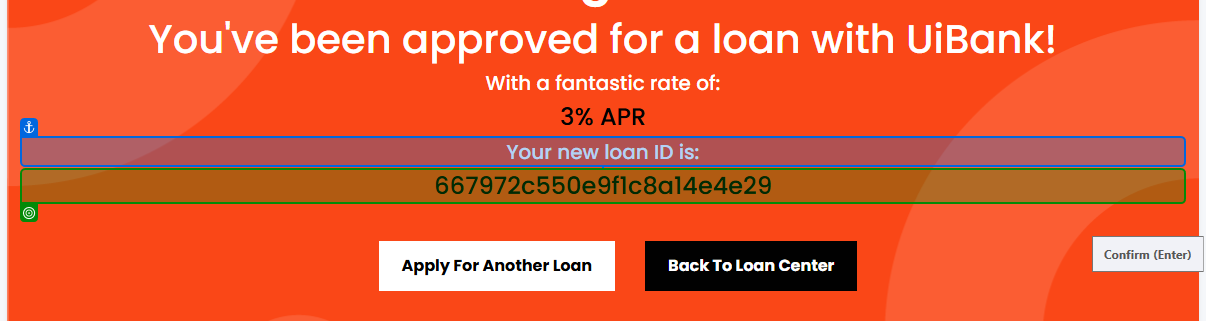 You've been approved for a loan with UiBank!
With a fantastic rate of:
3% APR
Your new loan ID is:
667972c550e9f1c8a14e4e29
Apply For Another Loan
Back To Loan Center
Confirm (Enter)